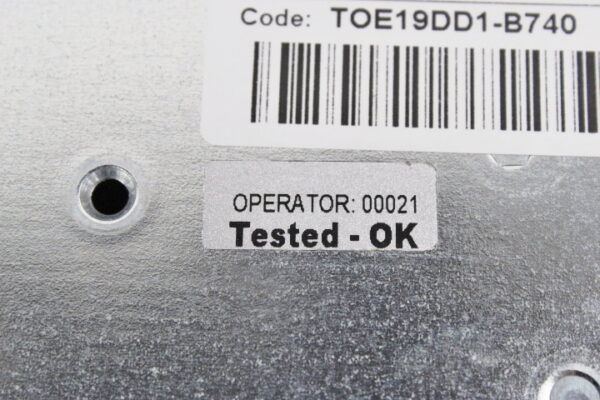 Code: TOE19DD1-B740
OPERATOR: 00021
Tested - OK